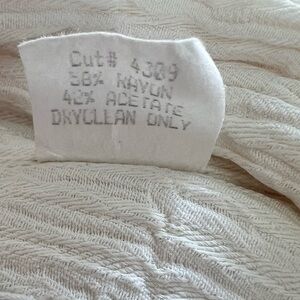 Cut# 4309
58% RAYON
42% ACETATE
DRYCLEAN ONLY